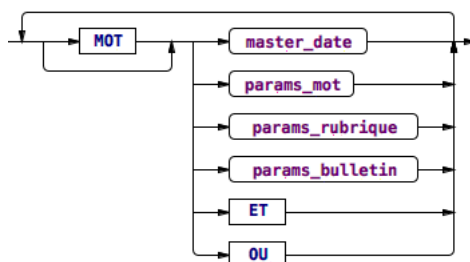 MOT master_date
params_mot
params_rubrique
params_bulletin
ET
OU